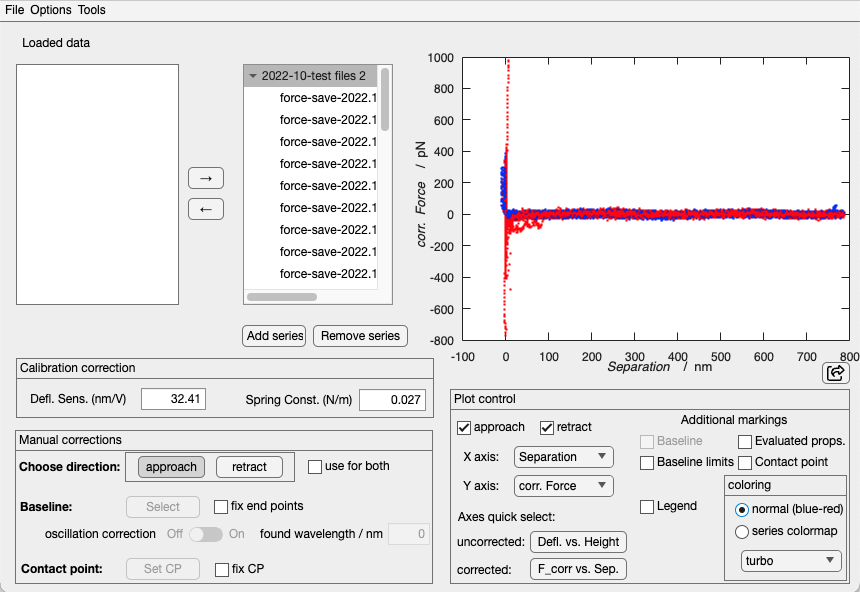 File Options Tools
Loaded data
2022-10-test files 2
force-save-2022.1
force-save-2022.1
force-save-2022.1
force-save-2022.1
force-save-2022.1
force-save-2022.1
force-save-2022.1
force-save-2022.1
force-save-2022.1
→
←
Add series Remove series
1000
800
600
400
200
0
-200
-400
-600
-800
corr. Force / pN
-100 0 100 200 300 400 500 600 700 800
Separation / nm
Calibration correction
Defl. Sens. (nm/V) 32.41 Spring Const. (N/m) 0.027
Manual corrections
Choose direction: approach retract use for both
Baseline: Select fix end points
oscillation correction Off On found wavelength / nm 0
Contact point: Set CP fix CP
Plot control
approach retract
X axis: Separation
Y axis: corr. Force
Axes quick select:
uncorrected: Defl. vs. Height
corrected: F_corr vs. Sep.
Additional markings
Baseline Evaluated props.
Baseline limits Contact point
Legend
coloring
normal (blue-red)
series colormap
turbo